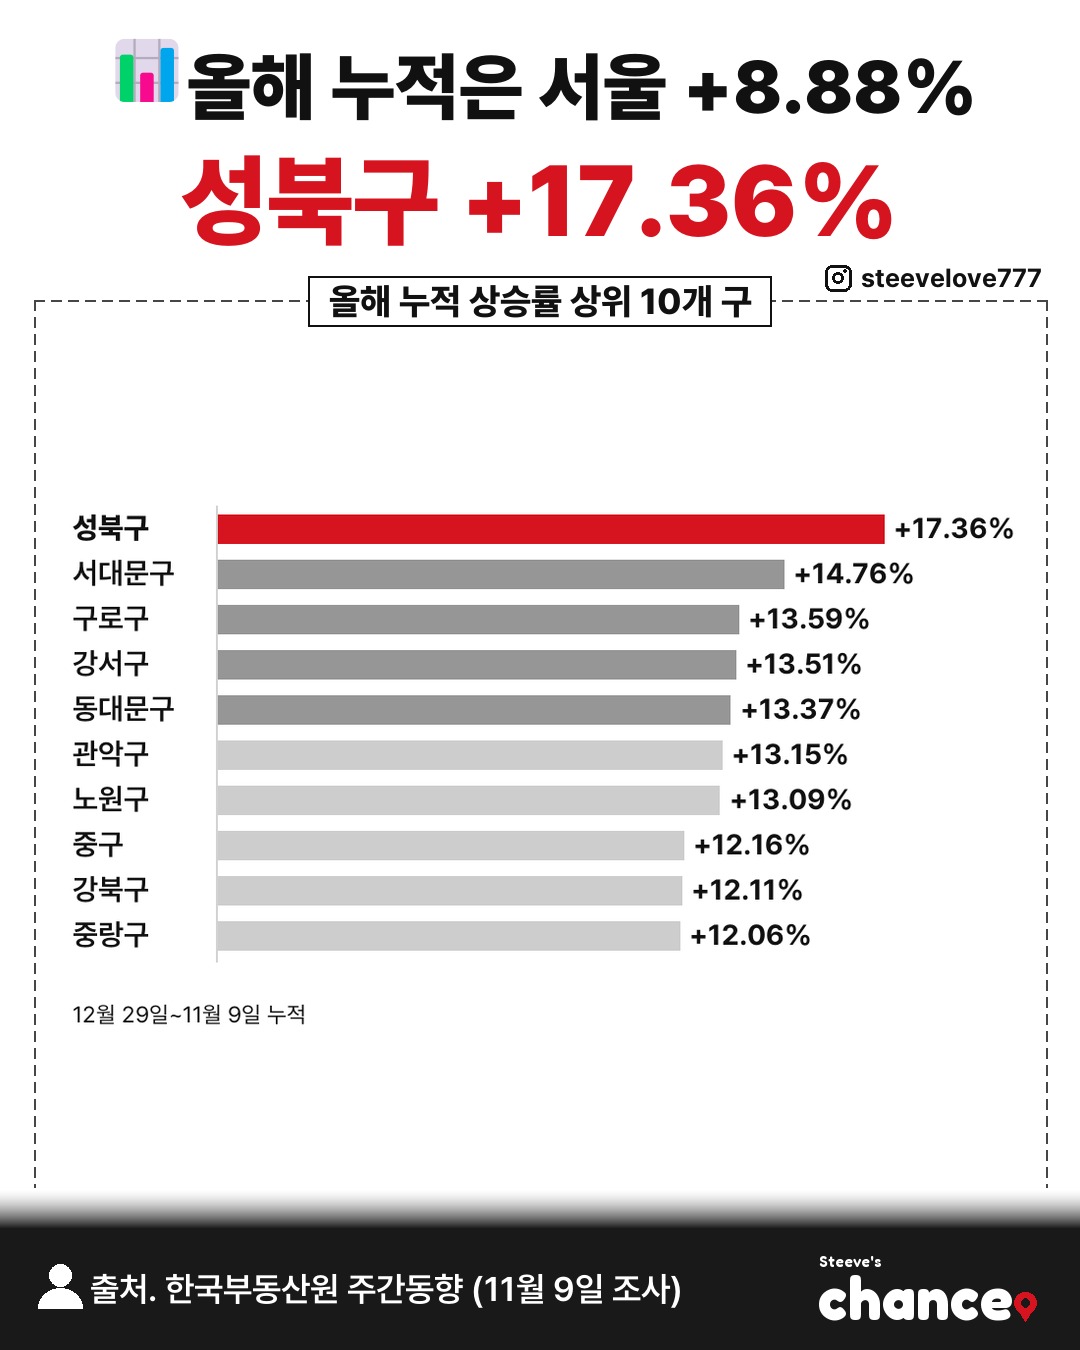 올해 누적은 서울 +8.88%
성북구 +17.36%
steevelove777
올해 누적 상승률 상위 10개 구
성북구 +17.36%
서대문구 +14.76%
구로구 +13.59%
강서구 +13.51%
동대문구 +13.37%
관악구 +13.15%
노원구 +13.09%
중구 +12.16%
강북구 +12.11%
중랑구 +12.06%
12월 29일~11월 9일 누적
출처. 한국부동산원 주간동향 (11월 9일 조사)
Steeve's
chance